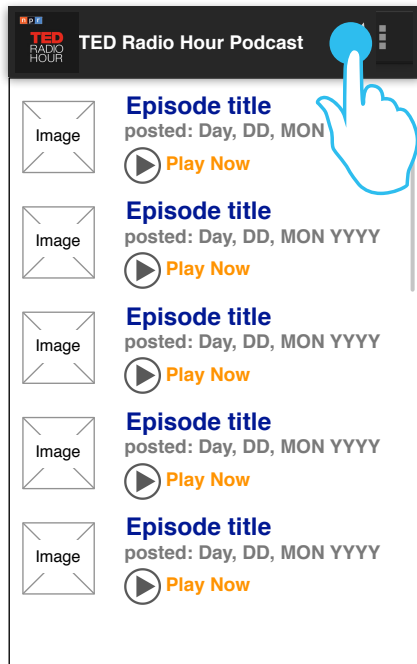 npr
TED
RADIO
HOUR
TED Radio Hour Podcast
Image
Episode title
posted: Day, DD, MON
Play Now
Image
Episode title
posted: Day, DD, MON YYYY
Play Now
Image
Episode title
posted: Day, DD, MON YYYY
Play Now
Image
Episode title
posted: Day, DD, MON YYYY
Play Now
Image
Episode title
posted: Day, DD, MON YYYY
Play Now